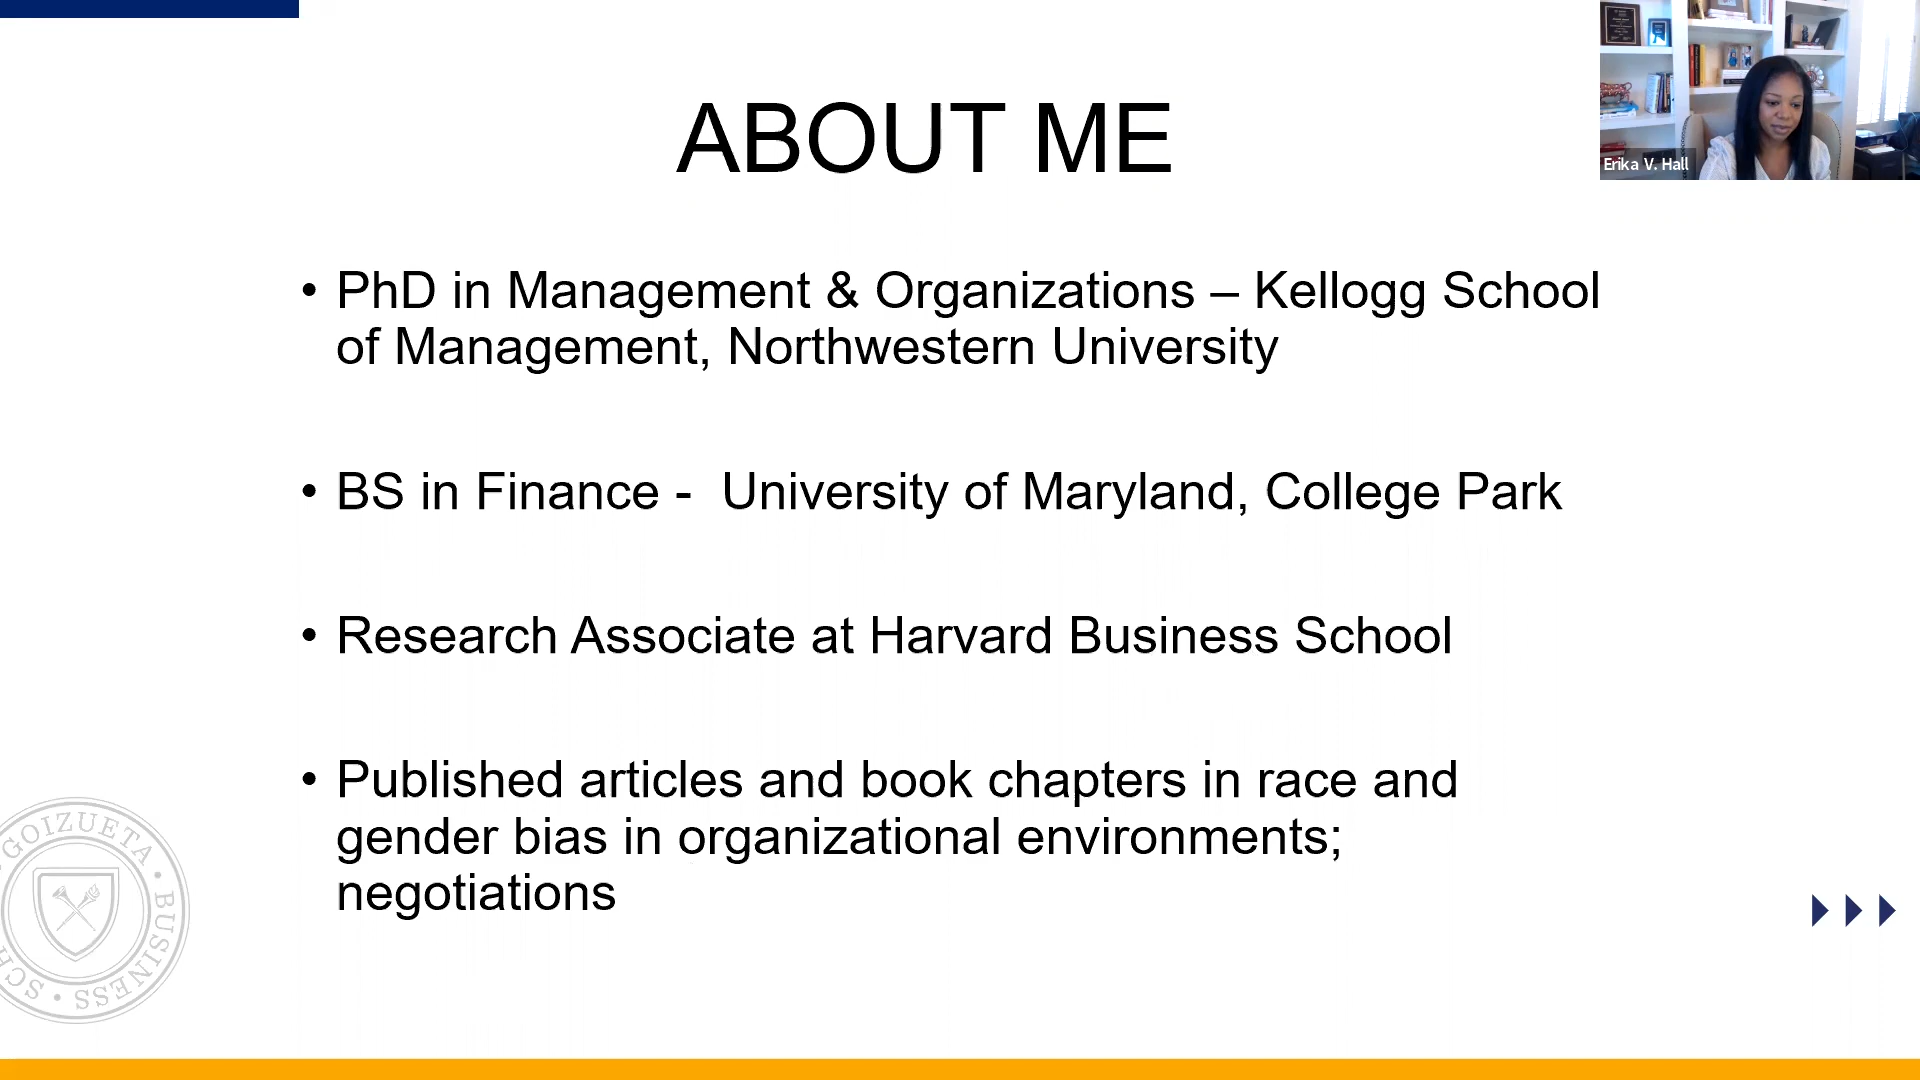 ABOUT ME
Erika V. Hall
• PhD in Management & Organizations – Kellogg School
of Management, Northwestern University
• BS in Finance -  University of Maryland, College Park
• Research Associate at Harvard Business School
• Published articles and book chapters in race and
gender bias in organizational environments;
negotiations
GOIZUETA • BUSINESS • SCH